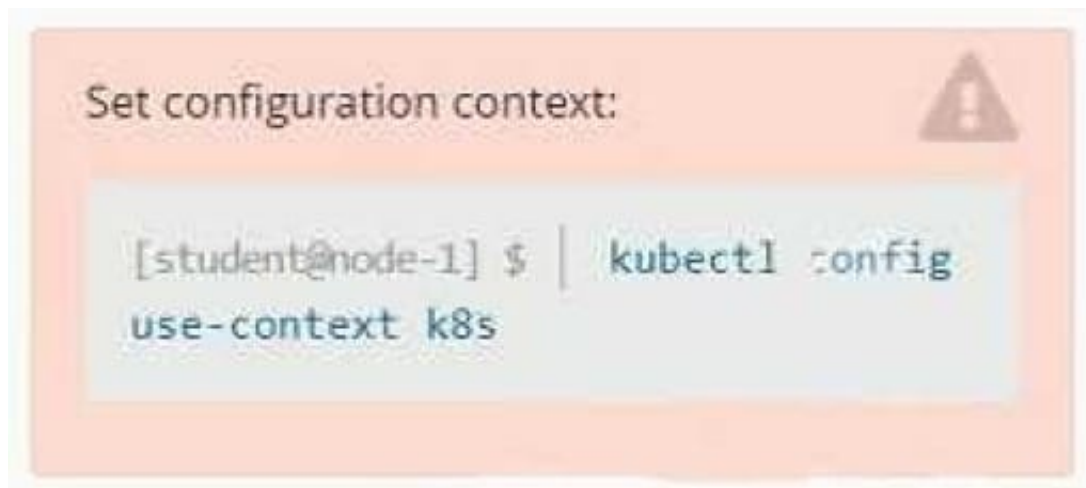 Set configuration context:
[student@node-1] $ | kubectl config
use-context k8s